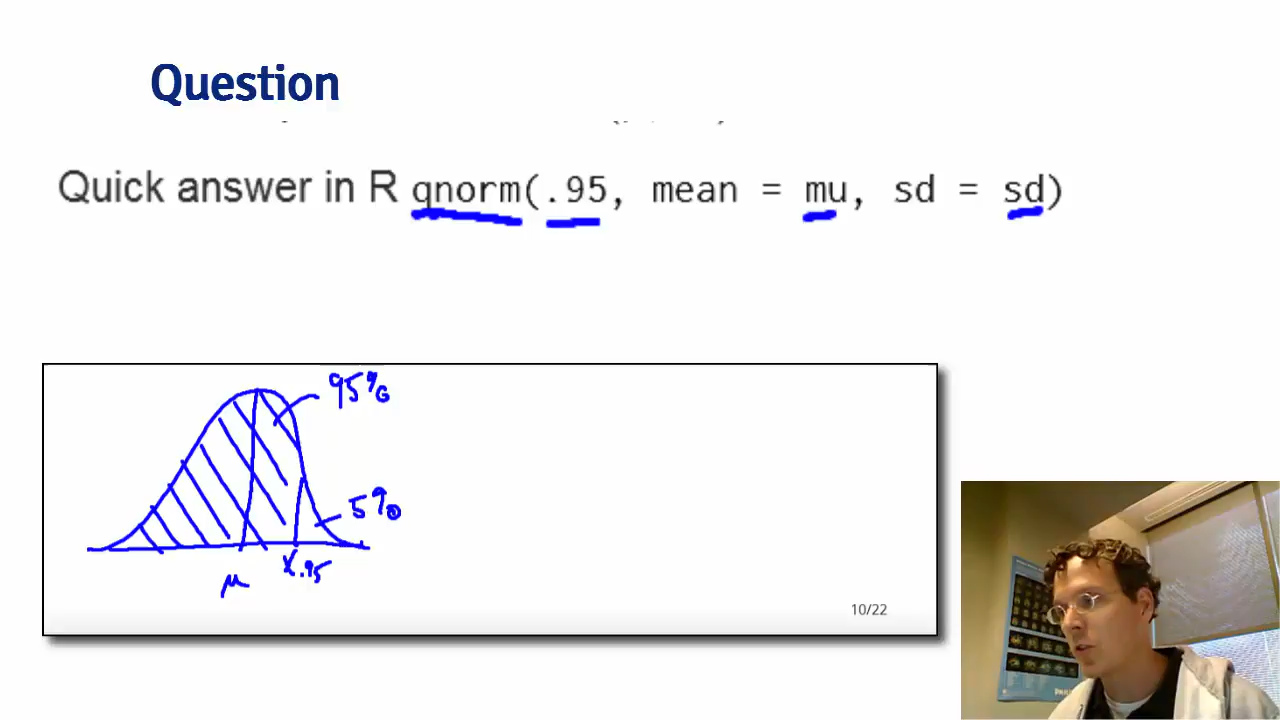 Question
Quick answer in R qnorm(.95, mean = mu, sd = sd)
95%
5%
μ X.95
10/22